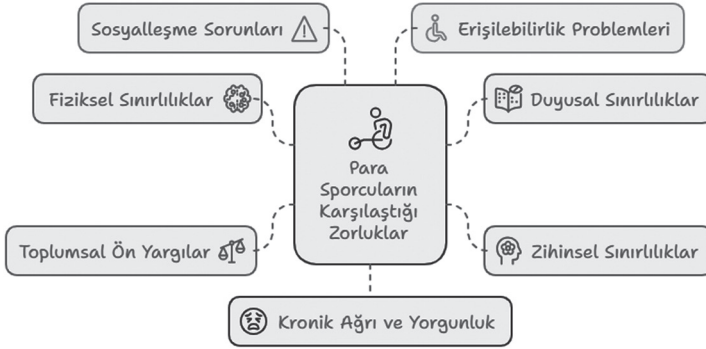 Sosyalleşme Sorunları
Erişilebilirlik Problemleri
Fiziksel Sınırlılıklar
Duyusal Sınırlılıklar
Para
Sporcuların
Karşılaştığı
Zorluklar
Toplumsal Ön Yargılar
Zihinsel Sınırlılıklar
Kronik Ağrı ve Yorgunluk